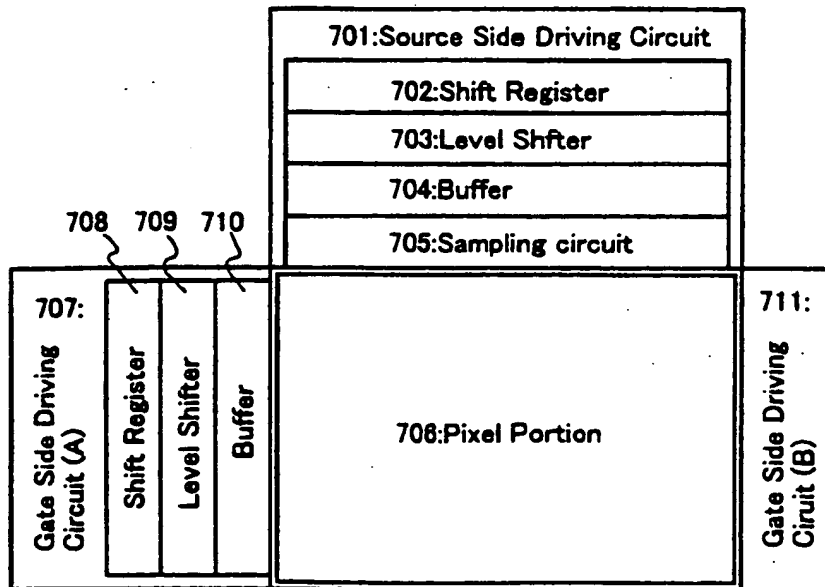 701:Source Side Driving Circuit
702:Shift Register
703:Level Shfter
704:Buffer
705:Sampling circuit
708 709 710
707:
Gate Side Driving
Circuit (A)
Shift Register
Level Shifter
Buffer
706:Pixel Portion
711:
Gate Side Driving
Ciruit (B)